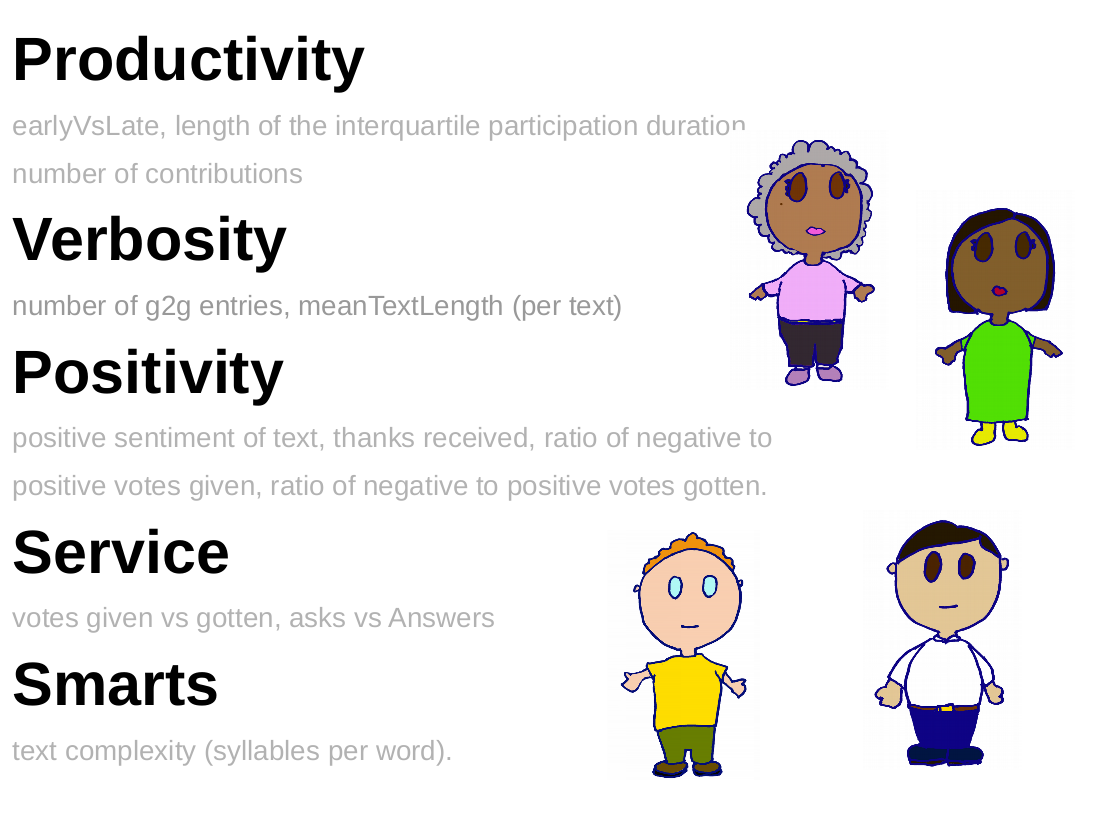 Productivity
earlyVsLate, length of the interquartile participation duration
number of contributions
Verbosity
number of g2g entries, meanTextLength (per text)
Positivity
positive sentiment of text, thanks received, ratio of negative to
positive votes given, ratio of negative to positive votes gotten.
Service
votes given vs gotten, asks vs Answers
Smarts
text complexity (syllables per word).